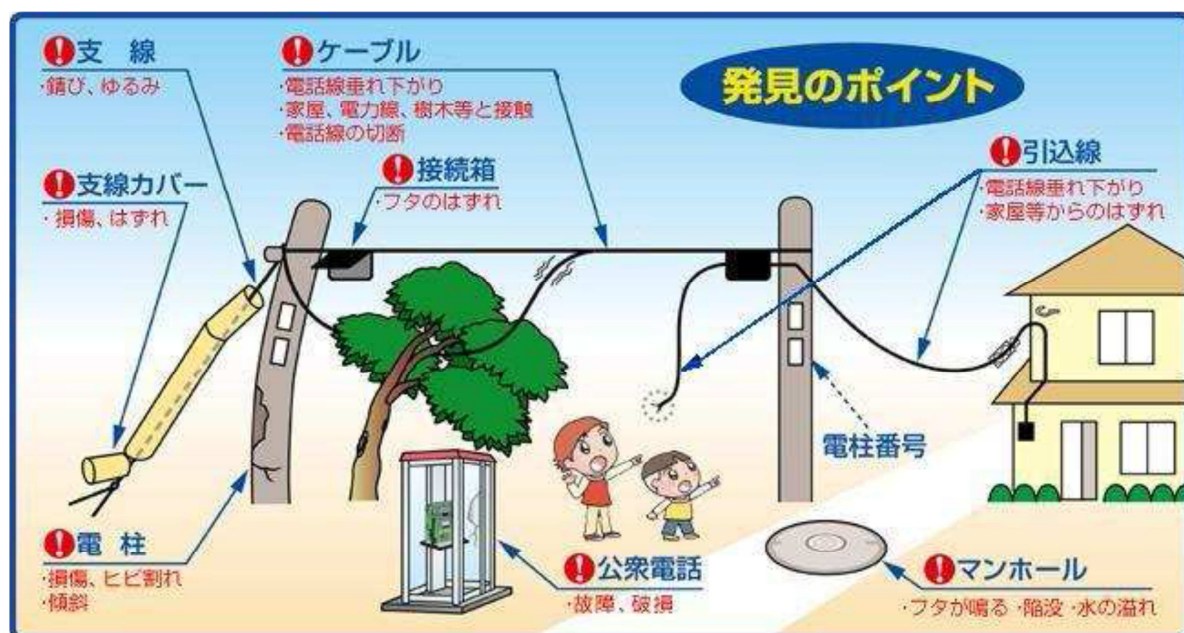 発見のポイント
支線
・錆び、ゆるみ
ケーブル
・電話線垂れ下がり
・家屋、電力線、樹木等と接触
・電話線の切断
支線カバー
・損傷、はずれ
接続箱
・フタのはずれ
引込線
・電話線垂れ下がり
・家屋等からのはずれ
電柱番号
電柱
・損傷、ヒビ割れ
・傾斜
公衆電話
・故障、破損
マンホール
・フタが鳴る ・陥没 ・水の溢れ